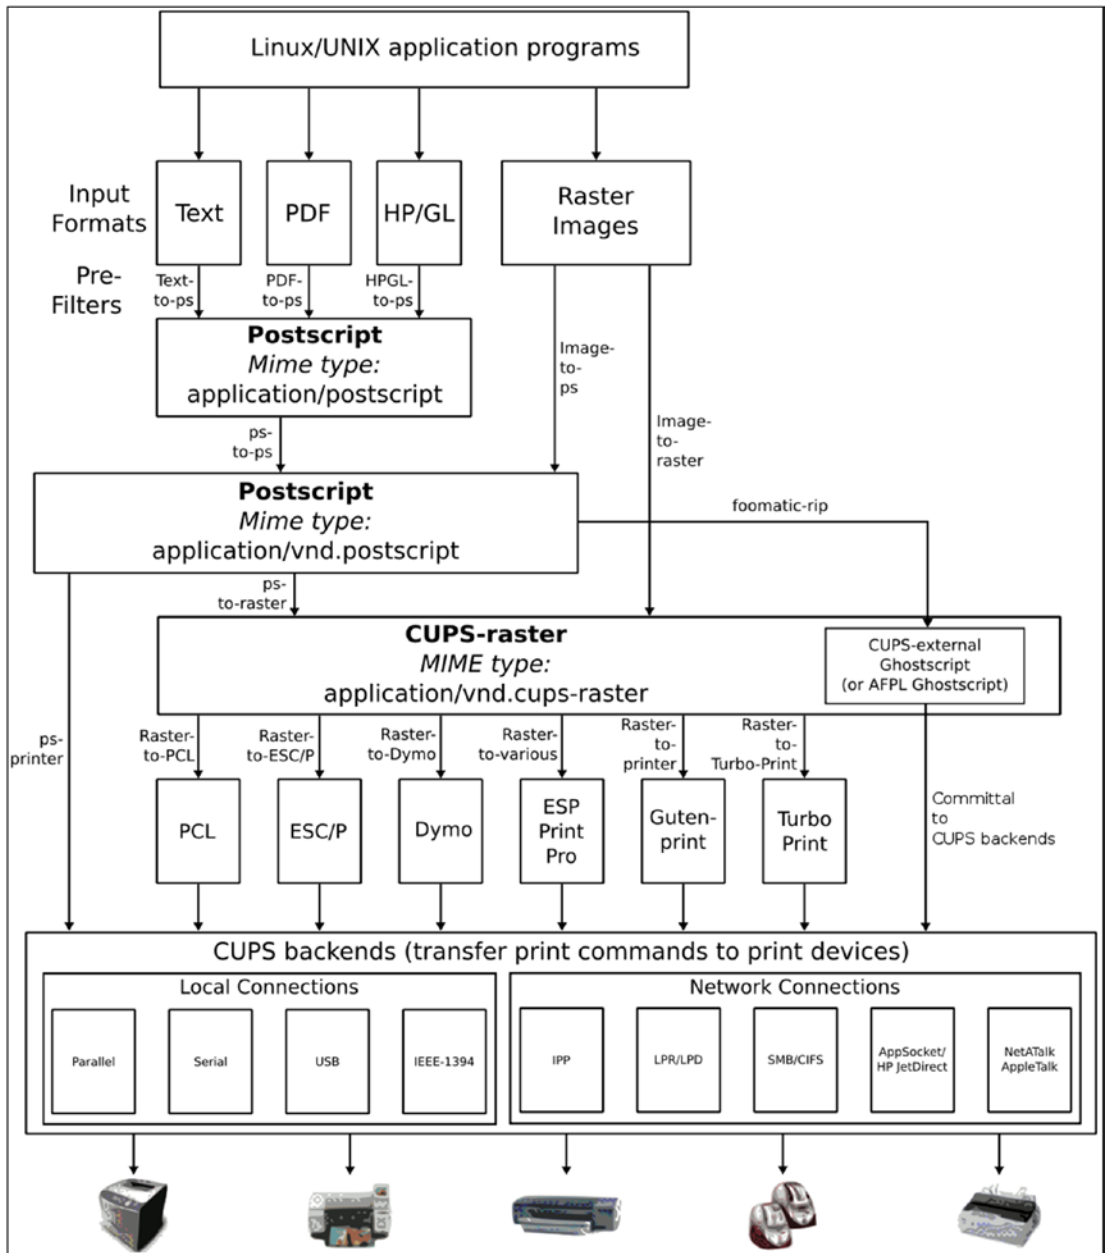 Linux/UNIX application programs
Input
Formats
Text
PDF
HP/GL
Raster
Images
Pre-
Filters
Text-
to-ps
PDF-
to-ps
HPGL-
to-ps
Postscript
Mime type:
application/postscript
Image-
to-
ps
Image-
to-
raster
ps-
to-ps
Postscript
Mime type:
application/vnd.postscript
foomatic-rip
ps-
to-raster
CUPS-raster
MIME type:
application/vnd.cups-raster
CUPS-external
Ghostscript
(or AFPL Ghostscript)
ps-
printer
Raster-
to-PCL
Raster-
to-ESC/P
Raster-
to-Dymo
Raster-
to-various
Raster-
to-
printer
Raster-
to-
Turbo-Print
Committal
to
CUPS backends
PCL
ESC/P
Dymo
ESP
Print
Pro
Guten-
print
Turbo
Print
CUPS backends (transfer print commands to print devices)
Local Connections
Parallel
Serial
USB
IEEE-1394
Network Connections
IPP
LPR/LPD
SMB/CIFS
AppSocket/
HP JetDirect
NetATalk
AppleTalk